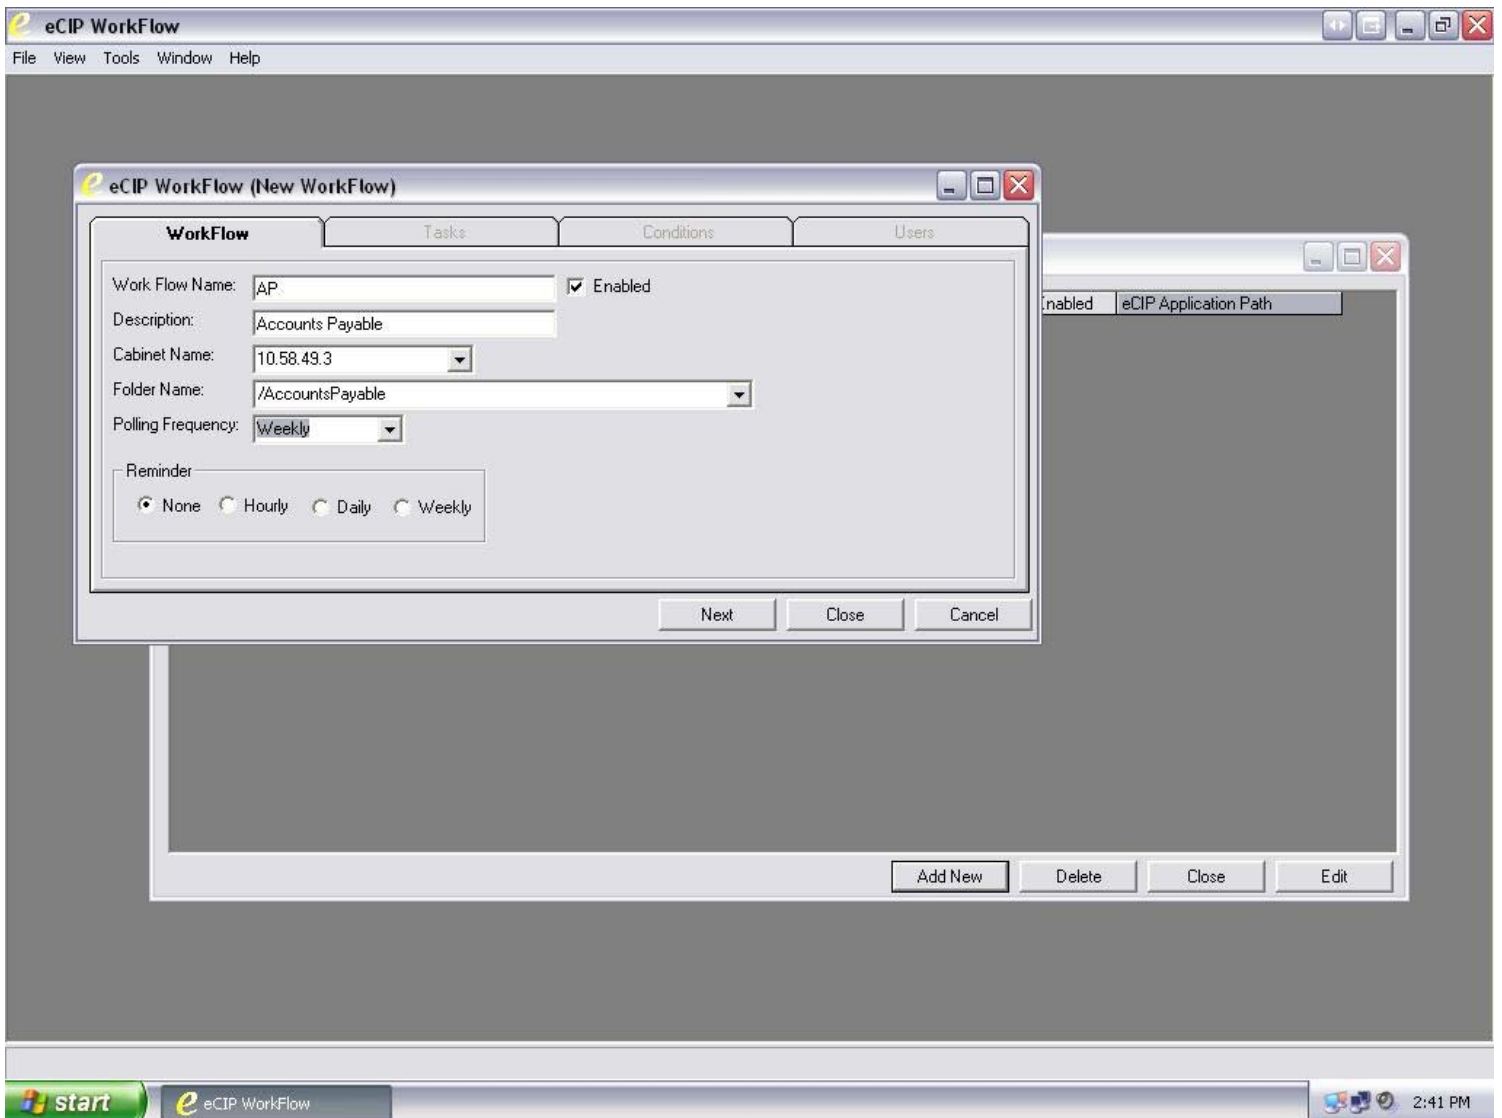 eCIP WorkFlow
File View Tools Window Help
eCIP WorkFlow (New WorkFlow)
WorkFlow Tasks Conditions Users
Work Flow Name: AP Enabled
Description: Accounts Payable
Cabinet Name: 10.58.49.3
Folder Name: /AccountsPayable
Polling Frequency: Weekly
Reminder
None Hourly Daily Weekly
Next Close Cancel
Enabled eCIP Application Path
Add New Delete Close Edit
start eCIP WorkFlow 2:41 PM